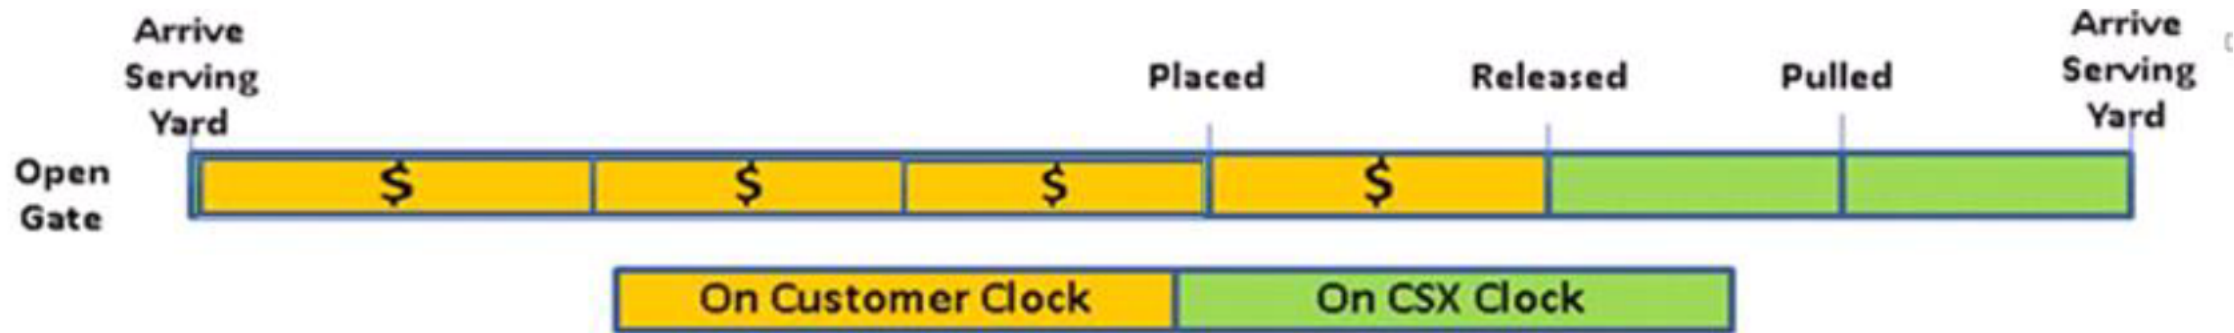 Arrive
Serving
Yard
Placed
Released
Pulled
Arrive
Serving
Yard
Open
Gate
$
$
$
$
On Customer Clock
On CSX Clock